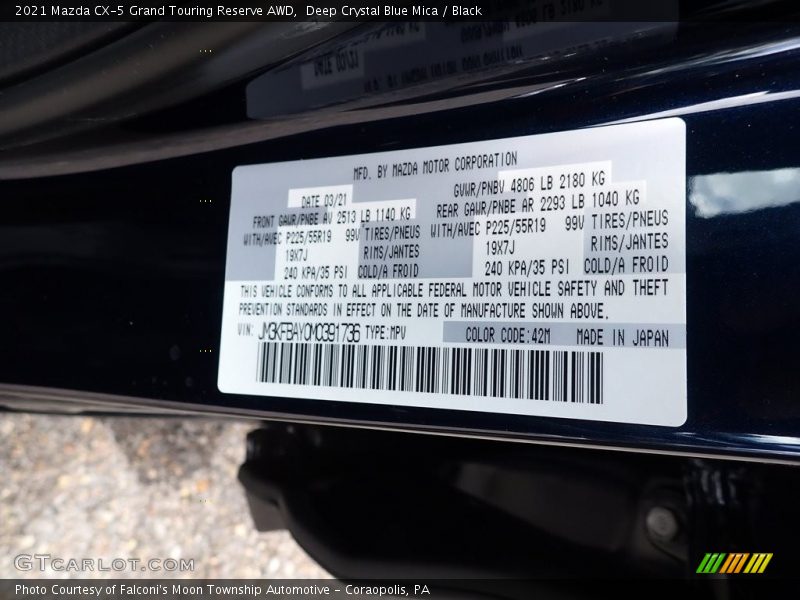 2021 Mazda CX-5 Grand Touring Reserve AWD, Deep Crystal Blue Mica / Black
MFD. BY MAZDA MOTOR CORPORATION
DATE 03/21
GVWR/PNBV 4806 LB 2180 KG
FRONT GAWR/PNBE AV 2513 LB 1140 KG
REAR GAWR/PNBE AR 2293 LB 1040 KG
WITH/AVEC P225/55R19 99V TIRES/PNEUS
WITH/AVEC P225/55R19 99V TIRES/PNEUS
19X7J RIMS/JANTES
19X7J RIMS/JANTES
240 KPA/35 PSI COLD/A FROID
240 KPA/35 PSI COLD/A FROID
THIS VEHICLE CONFORMS TO ALL APPLICABLE FEDERAL MOTOR VEHICLE SAFETY AND THEFT
PREVENTION STANDARDS IN EFFECT ON THE DATE OF MANUFACTURE SHOWN ABOVE.
VIN: JM3KFBAY0M0391736 TYPE:MPV
COLOR CODE:42M MADE IN JAPAN
GTCARLOT.COM
Photo Courtesy of Falconi's Moon Township Automotive - Coraopolis, PA